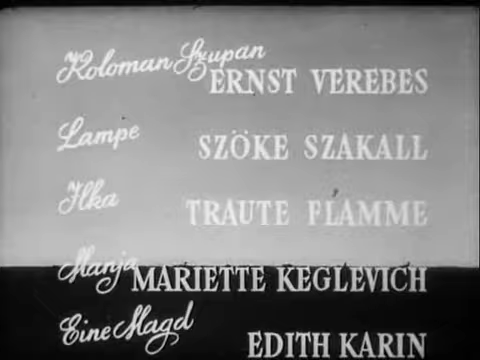 Koloman Szupan
ERNST VEREBES
Lampe
SZÖKE SZAKALL
Ilka
TRAUTE FLAMME
Manja
MARIETTE KEGLEVICH
Eine Magd
EDITH KARIN